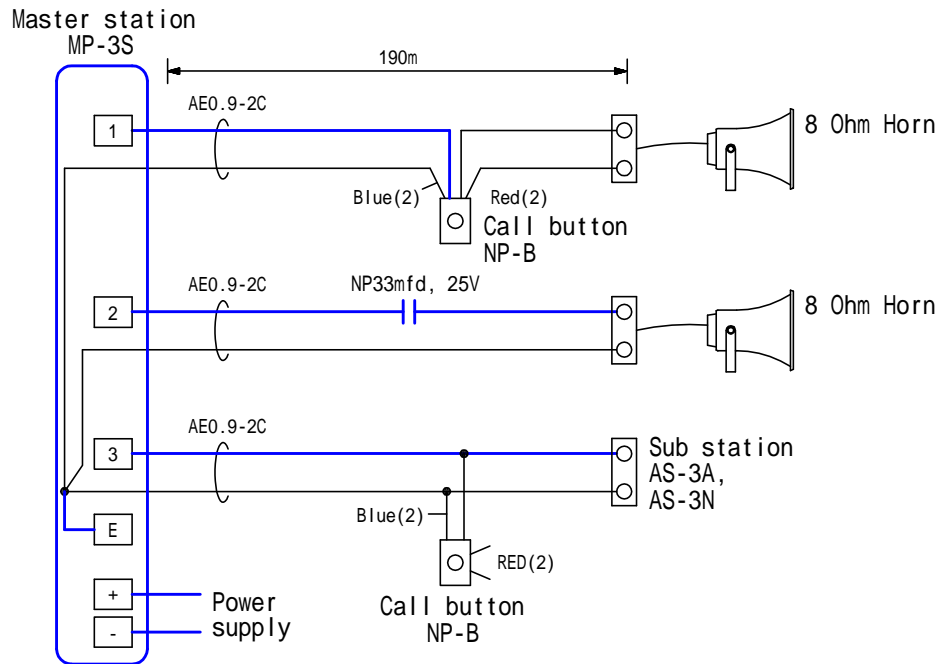 Master station
MP-3S
190m
AE0.9-2C
1
8 Ohm Horn
Blue(2)
Red(2)
Call button
NP-B
AE0.9-2C
NP33mfd, 25V
2
8 Ohm Horn
AE0.9-2C
3
Sub station
AS-3A,
AS-3N
Blue(2)
E
RED(2)
+
Power
supply
-
Call button
NP-B